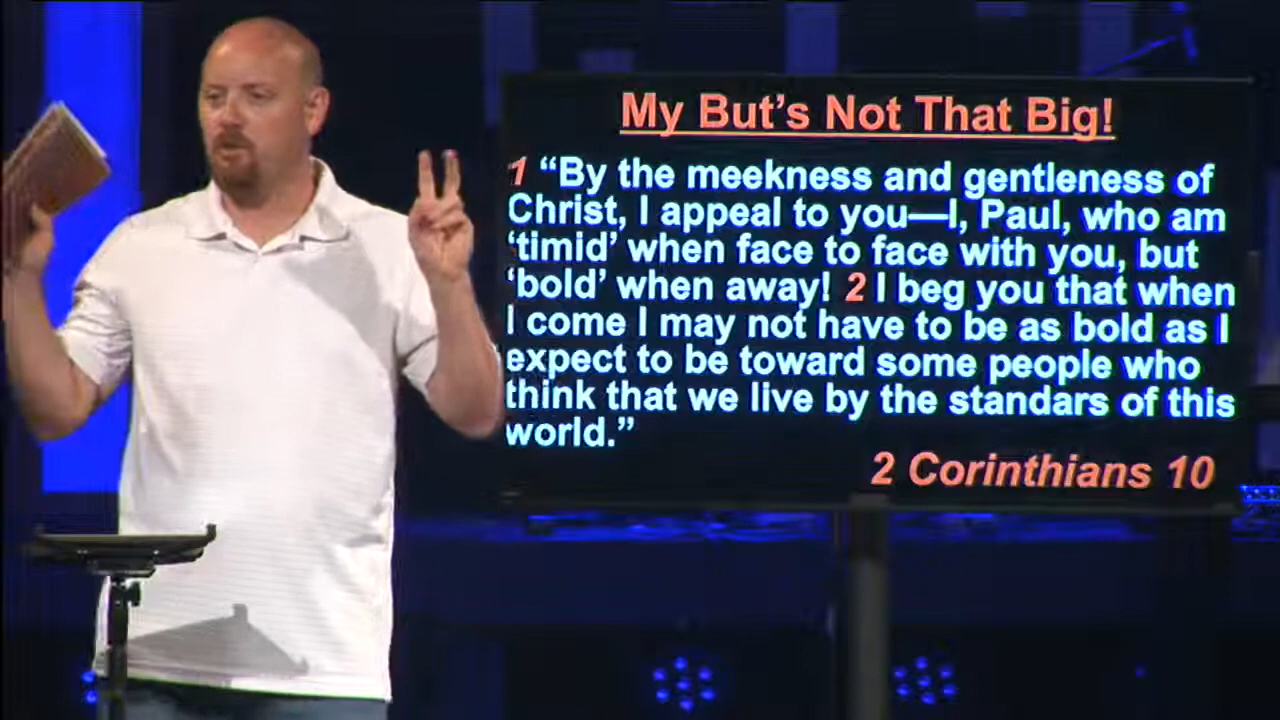 My But’s Not That Big!
1 “By the meekness and gentleness of
Christ, I appeal to you—I, Paul, who am
‘timid’ when face to face with you, but
‘bold’ when away! 2 I beg you that when
I come I may not have to be as bold as I
expect to be toward some people who
think that we live by the standars of this
world.”
2 Corinthians 10